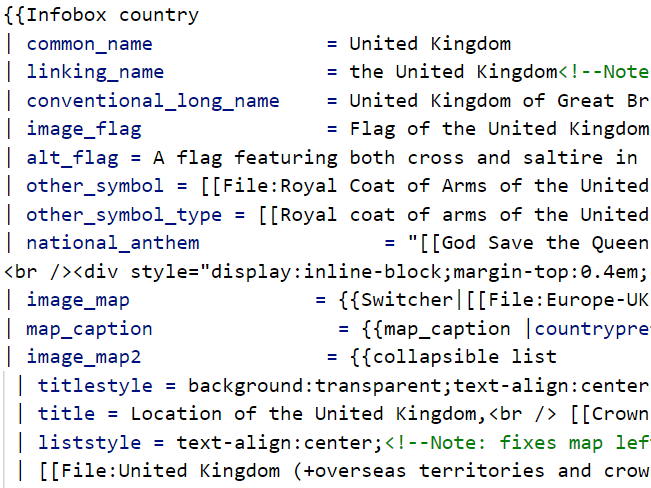 {{Infobox country
| common_name = United Kingdom
| linking_name = the United Kingdom<!--Note
| conventional_long_name = United Kingdom of Great Br
| image_flag = Flag of the United Kingdom
| alt_flag = A flag featuring both cross and saltire in
| other_symbol = [[File:Royal Coat of Arms of the United
| other_symbol_type = [[Royal coat of arms of the United
| national_anthem = "[[God Save the Queen
<br /><div style="display:inline-block;margin-top:0.4em;
| image_map = {{Switcher|[[File:Europe-UK
| map_caption = {{map_caption |countrypre
| image_map2 = {{collapsible list
| titlestyle = background:transparent;text-align:center
| title = Location of the United Kingdom,<br /> [[Crown
| liststyle = text-align:center;<!--Note: fixes map lef
| [[File:United Kingdom (+overseas territories and crow